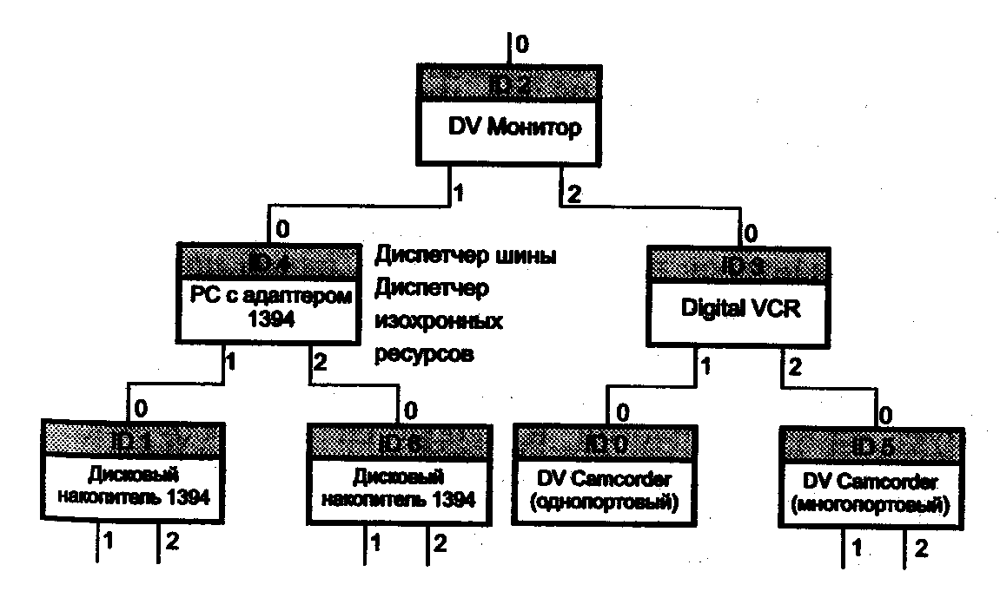 0
ID 2
DV Монитор
1
2
0
0
ID 4
PC с адаптером
1394
Диспетчер шины
Диспетчер
изохронных
ресурсов
ID 3
Digital VCR
1
2
1
2
0
0
0
0
ID 1
Дисковый
накопитель 1394
ID 6
Дисковый
накопитель 1394
ID 0
DV Camcorder
(однопортовый)
ID 5
DV Camcorder
(многопортовый)
1
2
1
2
1
2